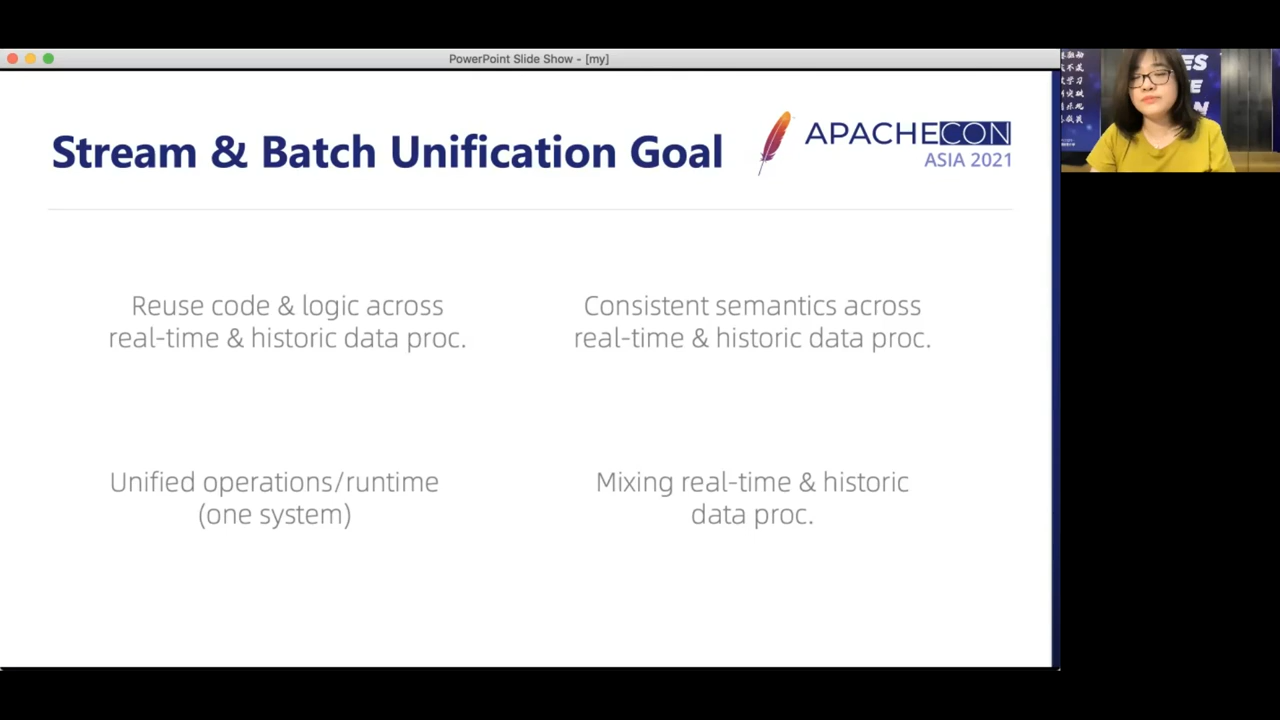 PowerPoint Slide Show - [my]
Stream & Batch Unification Goal
APACHECON
ASIA 2021
Reuse code & logic across
real-time & historic data proc.
Consistent semantics across
real-time & historic data proc.
Unified operations/runtime
(one system)
Mixing real-time & historic
data proc.